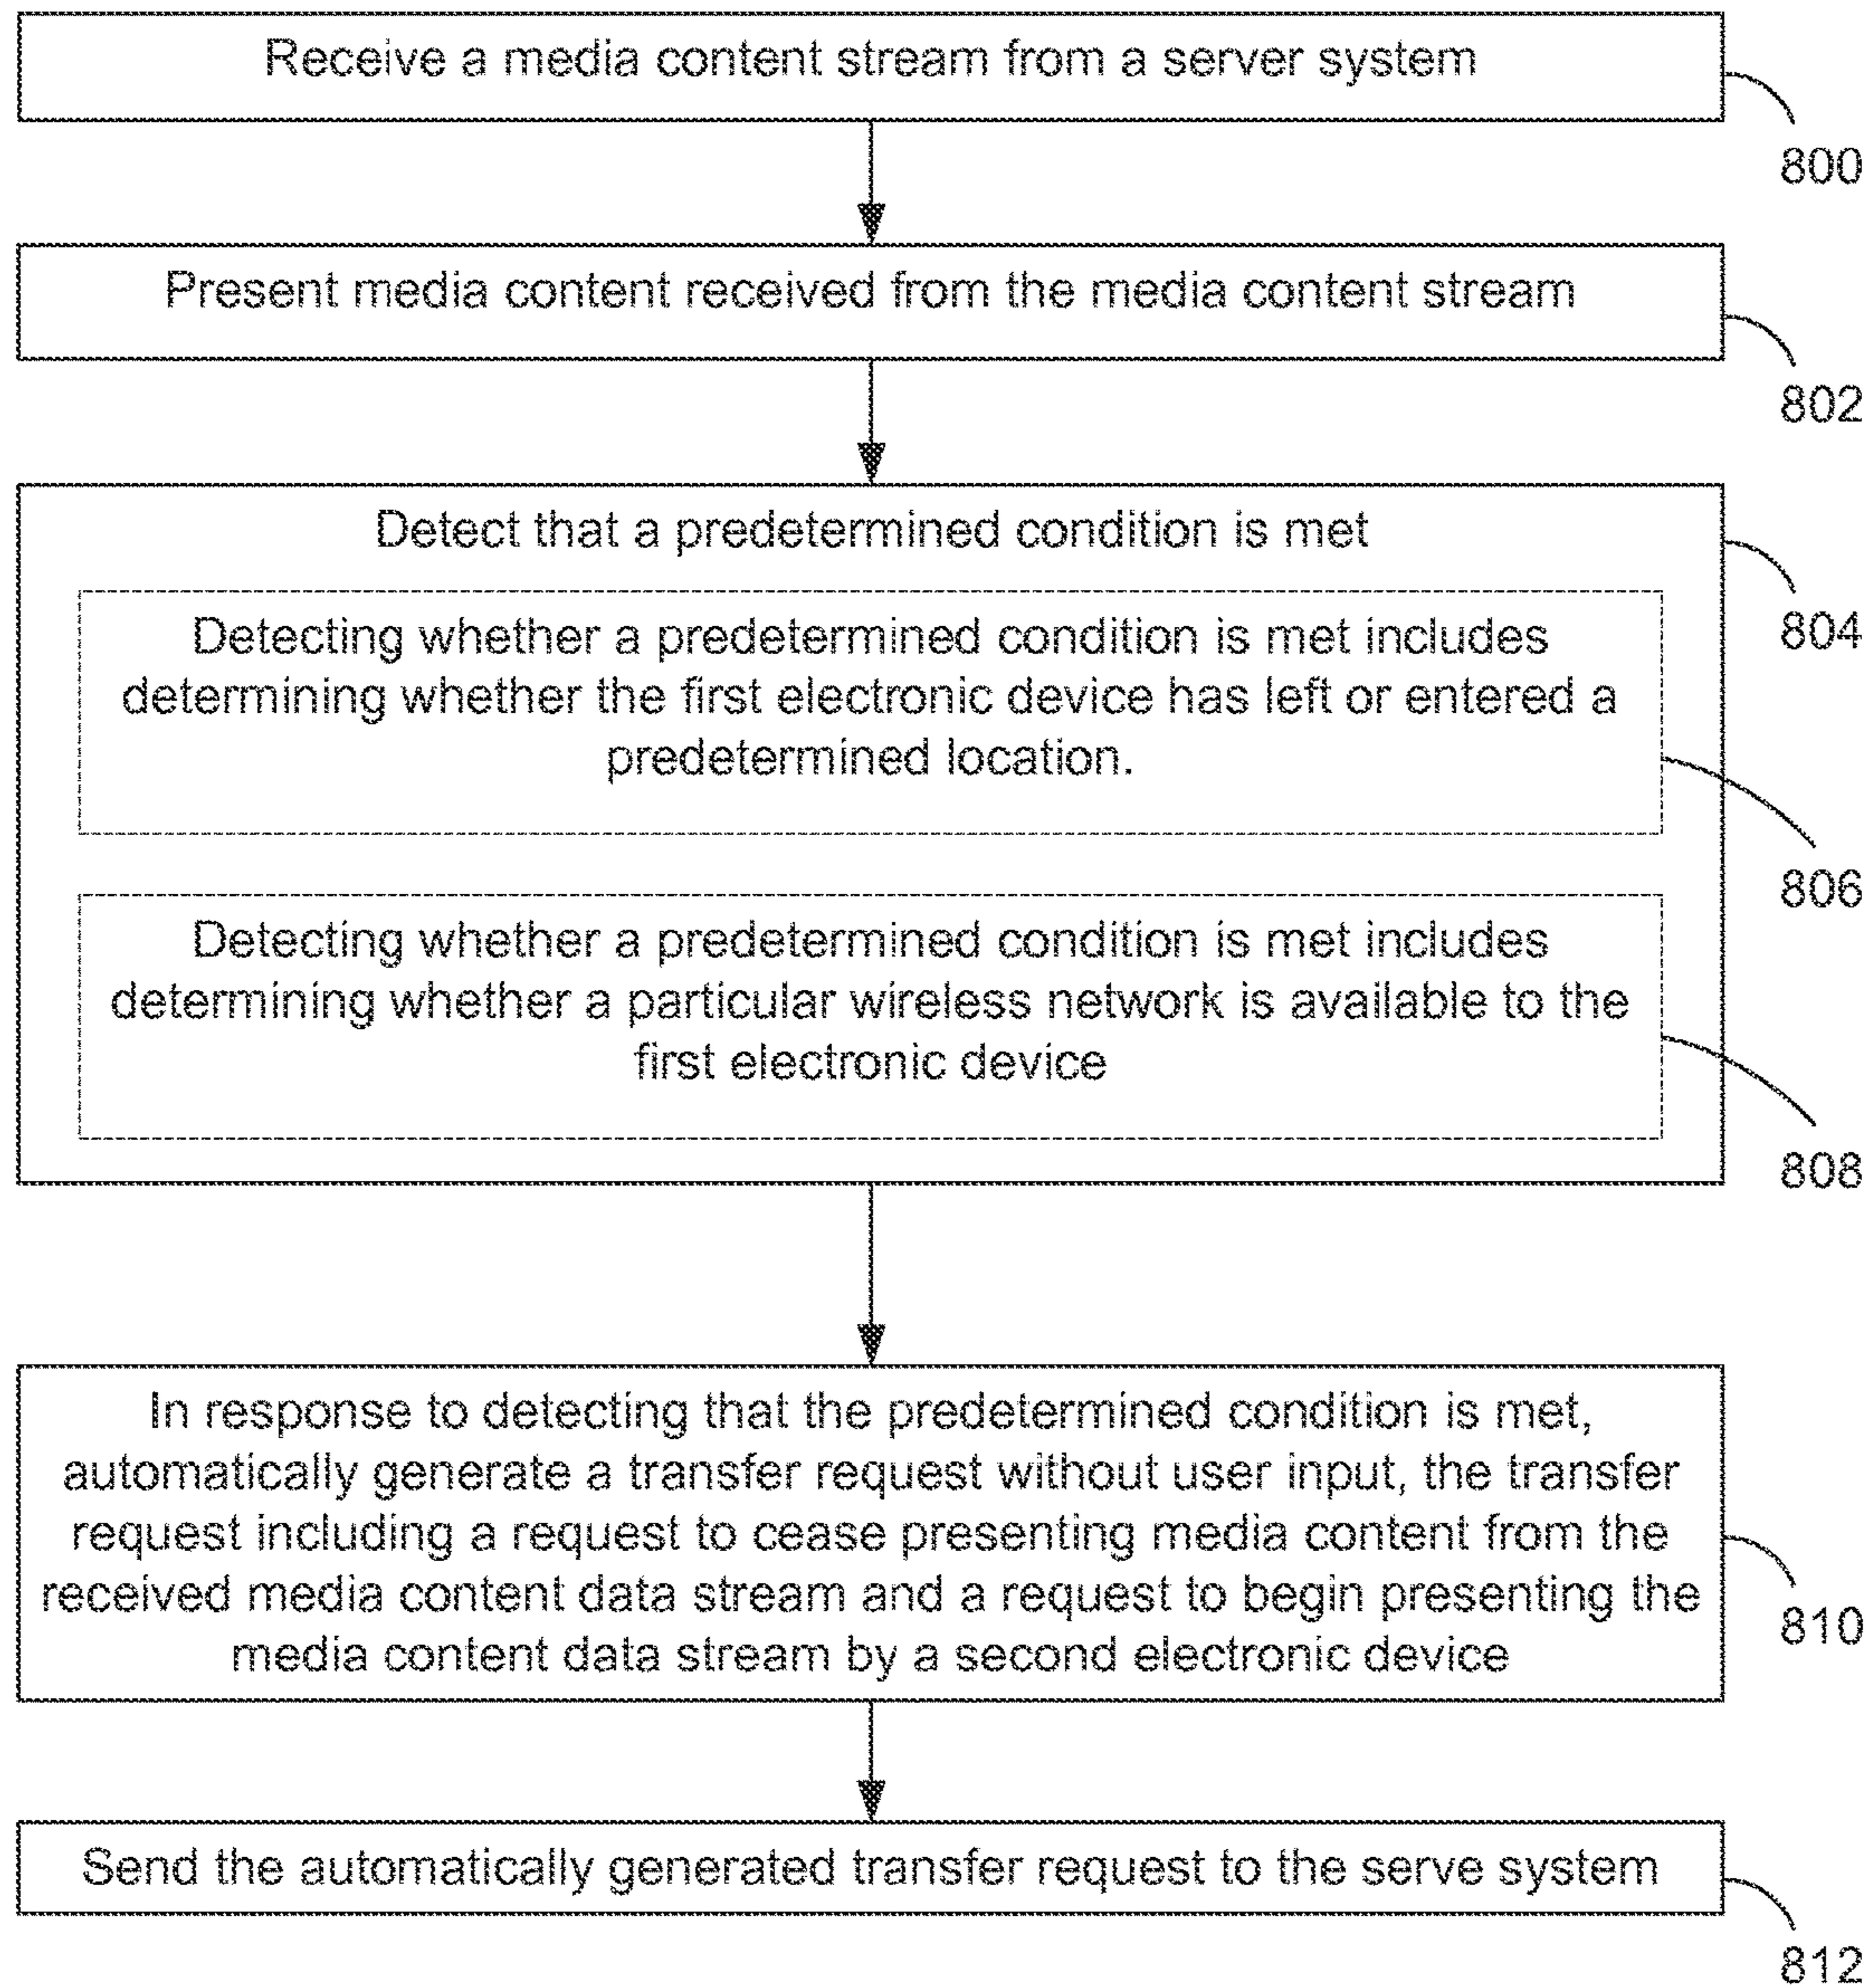 Receive a media content stream from a server system
800
Present media content received from the media content stream
802
Detect that a predetermined condition is met
804
Detecting whether a predetermined condition is met includes
determining whether the first electronic device has left or entered a
predetermined location.
806
Detecting whether a predetermined condition is met includes
determining whether a particular wireless network is available to the
first electronic device
808
In response to detecting that the predetermined condition is met,
automatically generate a transfer request without user input, the transfer
request including a request to cease presenting media content from the
received media content data stream and a request to begin presenting the
media content data stream by a second electronic device
810
Send the automatically generated transfer request to the serve system
812